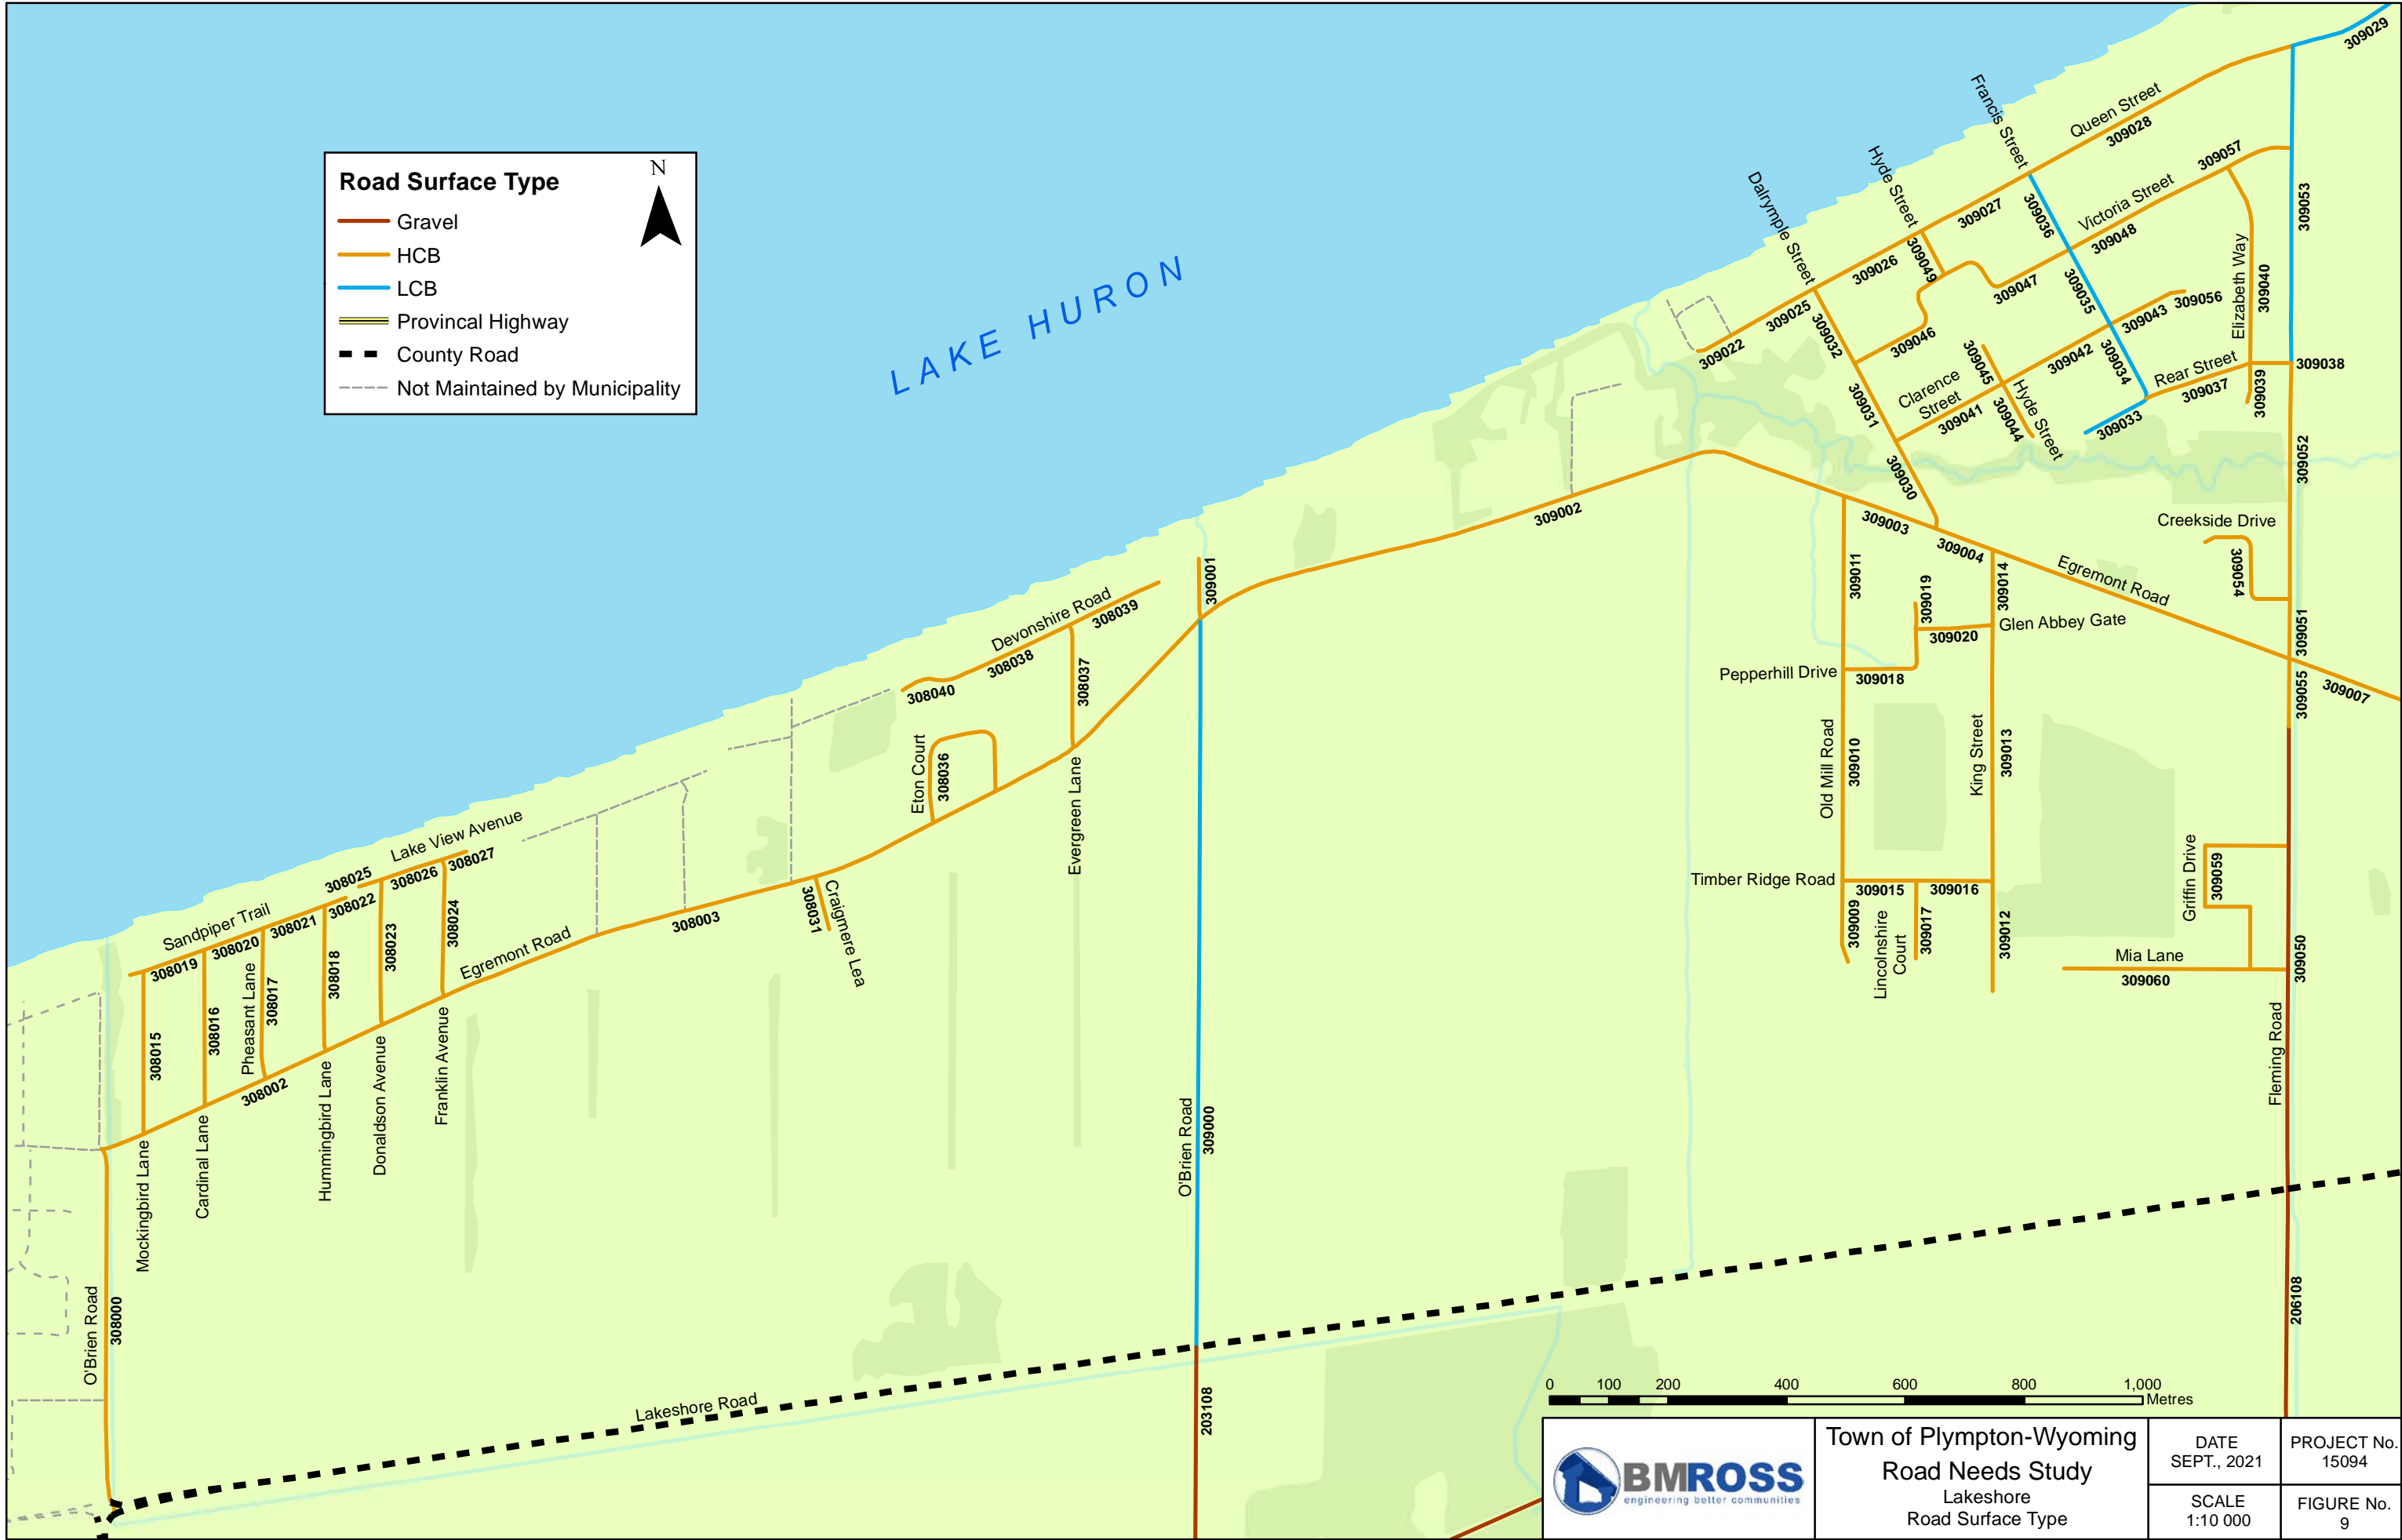 309029
Francis Street
Queen Street
309028
Hyde Street
309057
Dalrymple Street
309027
309036
Victoria Street
309048
309053
309049
309026
309035
309047
Elizabeth Way
309040
309056
309043
309025
309032
309046
309022
309045
309042
309034
Rear Street
309038
309037
309039
Clarence
Street
309041
309044
Hyde Street
309031
309033
309052
309030
Road Surface Type
N
Gravel
HCB
LCB
Provincal Highway
County Road
Not Maintained by Municipality
LAKE HURON
309002
309003
309004
Creekside Drive
309054
309011
309019
309014
Egremont Road
309020
Glen Abbey Gate
309051
Pepperhill Drive
309018
309055
309007
309001
Devonshire Road
308039
308038
308040
308037
Eton Court
308036
Evergreen Lane
Old Mill Road
309010
King Street
309013
Griffin Drive
309059
Timber Ridge Road
309015
309016
309009
Lincolnshire
Court
309017
309012
Mia Lane
309060
309050
Fleming Road
Lake View Avenue
308025
308026
308027
308022
Sandpiper Trail
308021
308020
308019
308023
308024
308018
Pheasant Lane
308017
308016
308015
Egremont Road
308003
308031
Craigmere Lea
308002
Mockingbird Lane
Cardinal Lane
Hummingbird Lane
Donaldson Avenue
Franklin Avenue
O'Brien Road
309000
O'Brien Road
308000
206108
Lakeshore Road
203108
0 100 200 400 600 800 1,000
Metres
BMROSS
engineering better communities
Town of Plympton-Wyoming
Road Needs Study
Lakeshore
Road Surface Type
DATE
SEPT., 2021
PROJECT No.
15094
SCALE
1:10 000
FIGURE No.
9